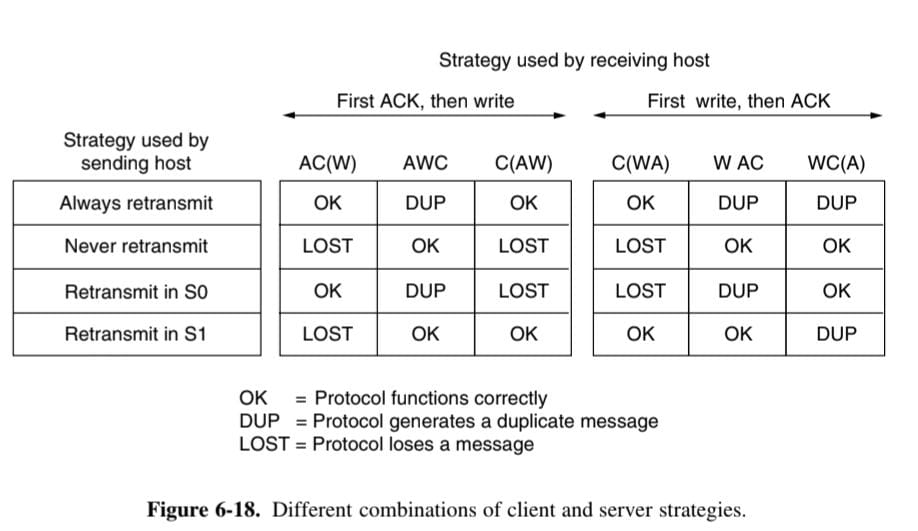 Strategy used by receiving host
First ACK, then write First write, then ACK
Strategy used by
sending host AC(W) AWC C(AW) C(WA) W AC WC(A)
Always retransmit OK DUP OK OK DUP DUP
Never retransmit LOST OK LOST LOST OK OK
Retransmit in S0 OK DUP LOST LOST DUP OK
Retransmit in S1 LOST OK OK OK OK DUP
OK = Protocol functions correctly
DUP = Protocol generates a duplicate message
LOST = Protocol loses a message
Figure 6-18. Different combinations of client and server strategies.